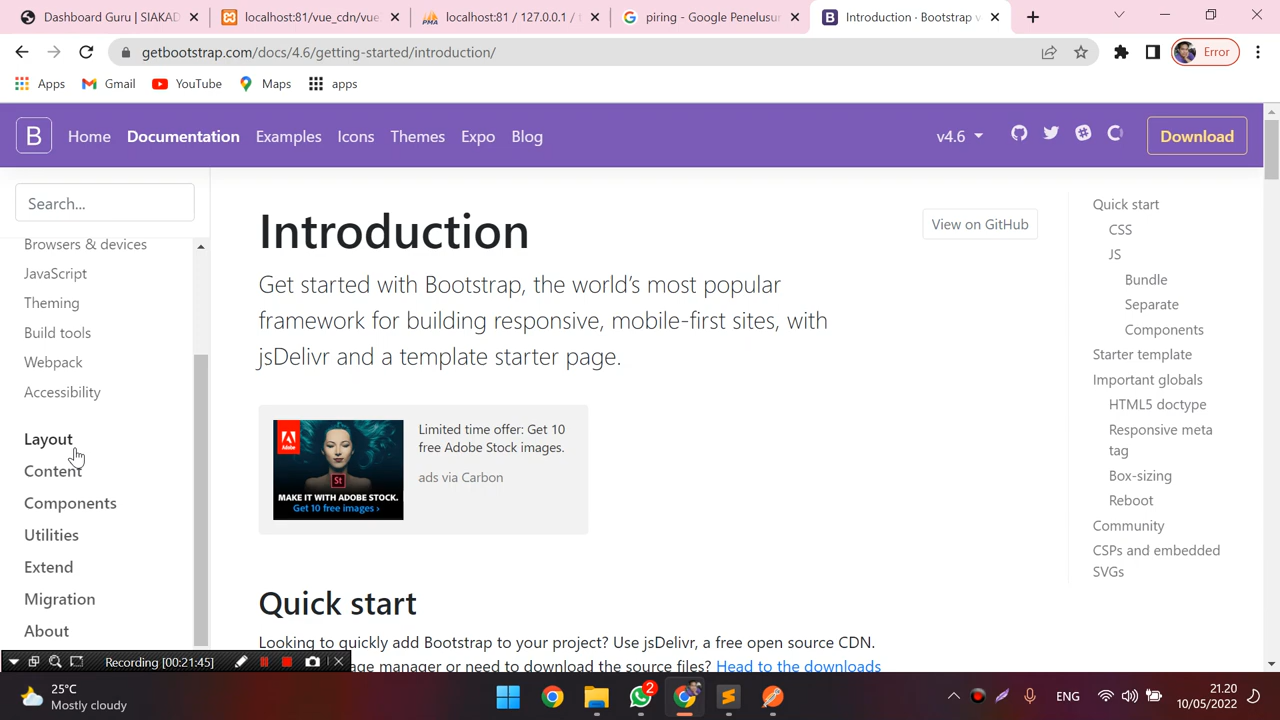 Dashboard Guru | SIAKAD
localhost:81/vue_cdn/vue
localhost:81 / 127.0.0.1 /
piring - Google Penelusu
Introduction · Bootstrap v
getbootstrap.com/docs/4.6/getting-started/introduction/
Error
Apps
Gmail
YouTube
Maps
apps
B
Home
Documentation
Examples
Icons
Themes
Expo
Blog
v4.6
Download
Search...
Browsers & devices
JavaScript
Theming
Build tools
Webpack
Accessibility
Layout
Content
Components
Utilities
Extend
Migration
About
Introduction
View on GitHub
Get started with Bootstrap, the world's most popular
framework for building responsive, mobile-first sites, with
jsDelivr and a template starter page.
MAKE IT WITH ADOBE STOCK.
Get 10 free images ›
St
Limited time offer: Get 10
free Adobe Stock images.
ads via Carbon
Quick start
Looking to quickly add Bootstrap to your project? Use jsDelivr, a free open source CDN.
age manager or need to download the source files? Head to the downloads
Quick start
CSS
JS
Bundle
Separate
Components
Starter template
Important globals
HTML5 doctype
Responsive meta
tag
Box-sizing
Reboot
Community
CSPs and embedded
SVGs
Recording [00:21:45]
25°C
Mostly cloudy
2
ENG
21.20
10/05/2022